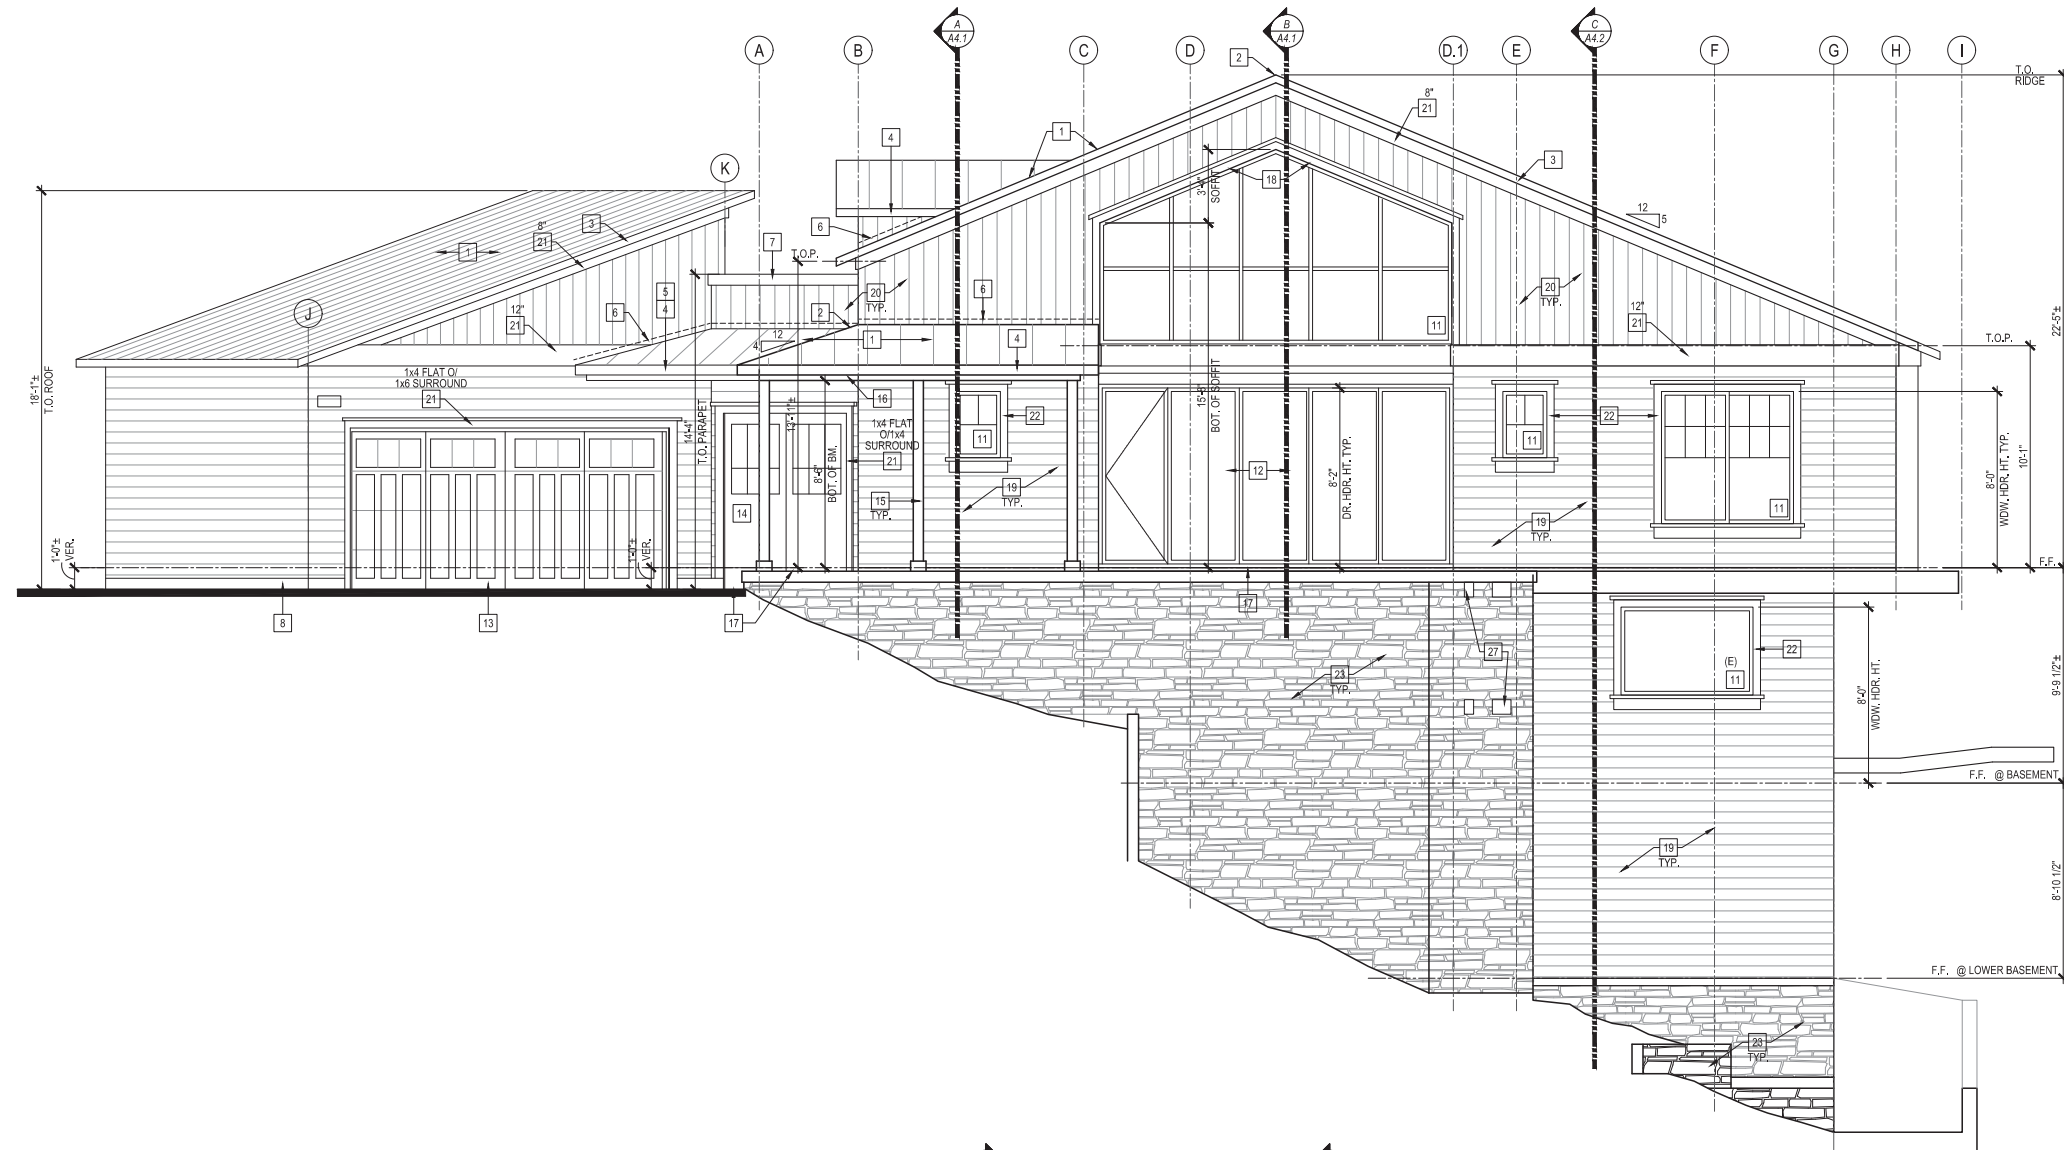 A
A4.1
B
A4.1
C
A4.2
A
B
C
D
D.1
E
F
G
H
I
2
T.O.
RIDGE
8"
21
1
4
3
K
18
3'-4"
SOFFIT
12
5
6
8"
21
3
1
7
T.O.P.
20
TYP.
20
TYP.
5
4
6
J
12"
21
6
2
12
4
1
4
11
12"
21
22'-5"±
T.O.P.
18'-1"±
T.O. ROOF
1x4 FLAT O/
1x6 SURROUND
21
16
14'-4"
T.O. PARAPET
13'-11"±
8'-6"
BOT. OF BM.
1x4 FLAT
O/1x4
SURROUND
21
15'-8"
BOT. OF SOFFIT
22
11
22
11
11
8'-0"
WDW. HDR. HT. TYP.
10'-1"
14
15
TYP.
19
TYP.
12
8'-2"
DR. HDR. HT. TYP.
19
TYP.
1'-0"±
VER.
1'-0"±
VER.
F.F.
8
13
17
17
27
23
TYP.
22
(E)
11
8'-0"
WDW. HDR. HT.
9'-9 1/2"±
F.F. @ BASEMENT
19
TYP.
8'-10 1/2"
F.F. @ LOWER BASEMENT
23
TYP.